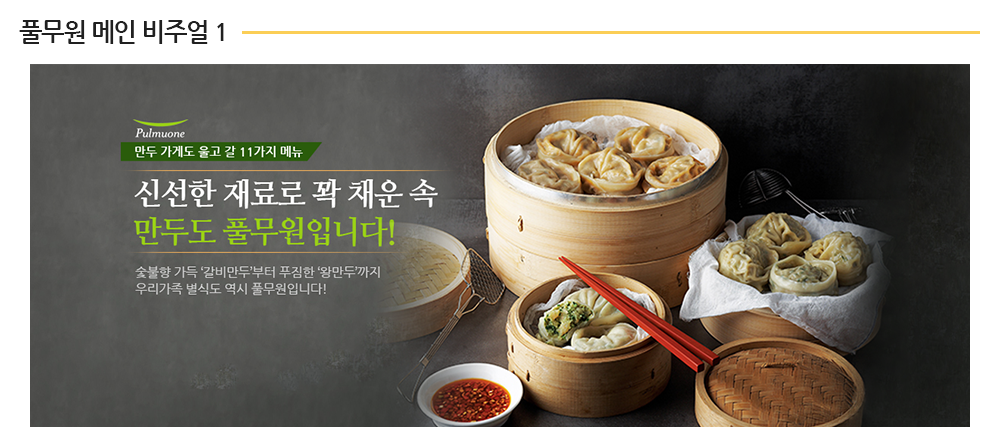 풀무원 메인 비주얼 1
Pulmuone
만두 가게도 울고 갈 11가지 메뉴
신선한 재료로 꽉 채운 속
만두도 풀무원입니다!
숯불향 가득 ‘갈비만두’부터 푸짐한 ‘왕만두’까지
우리가족 별식도 역시 풀무원입니다!